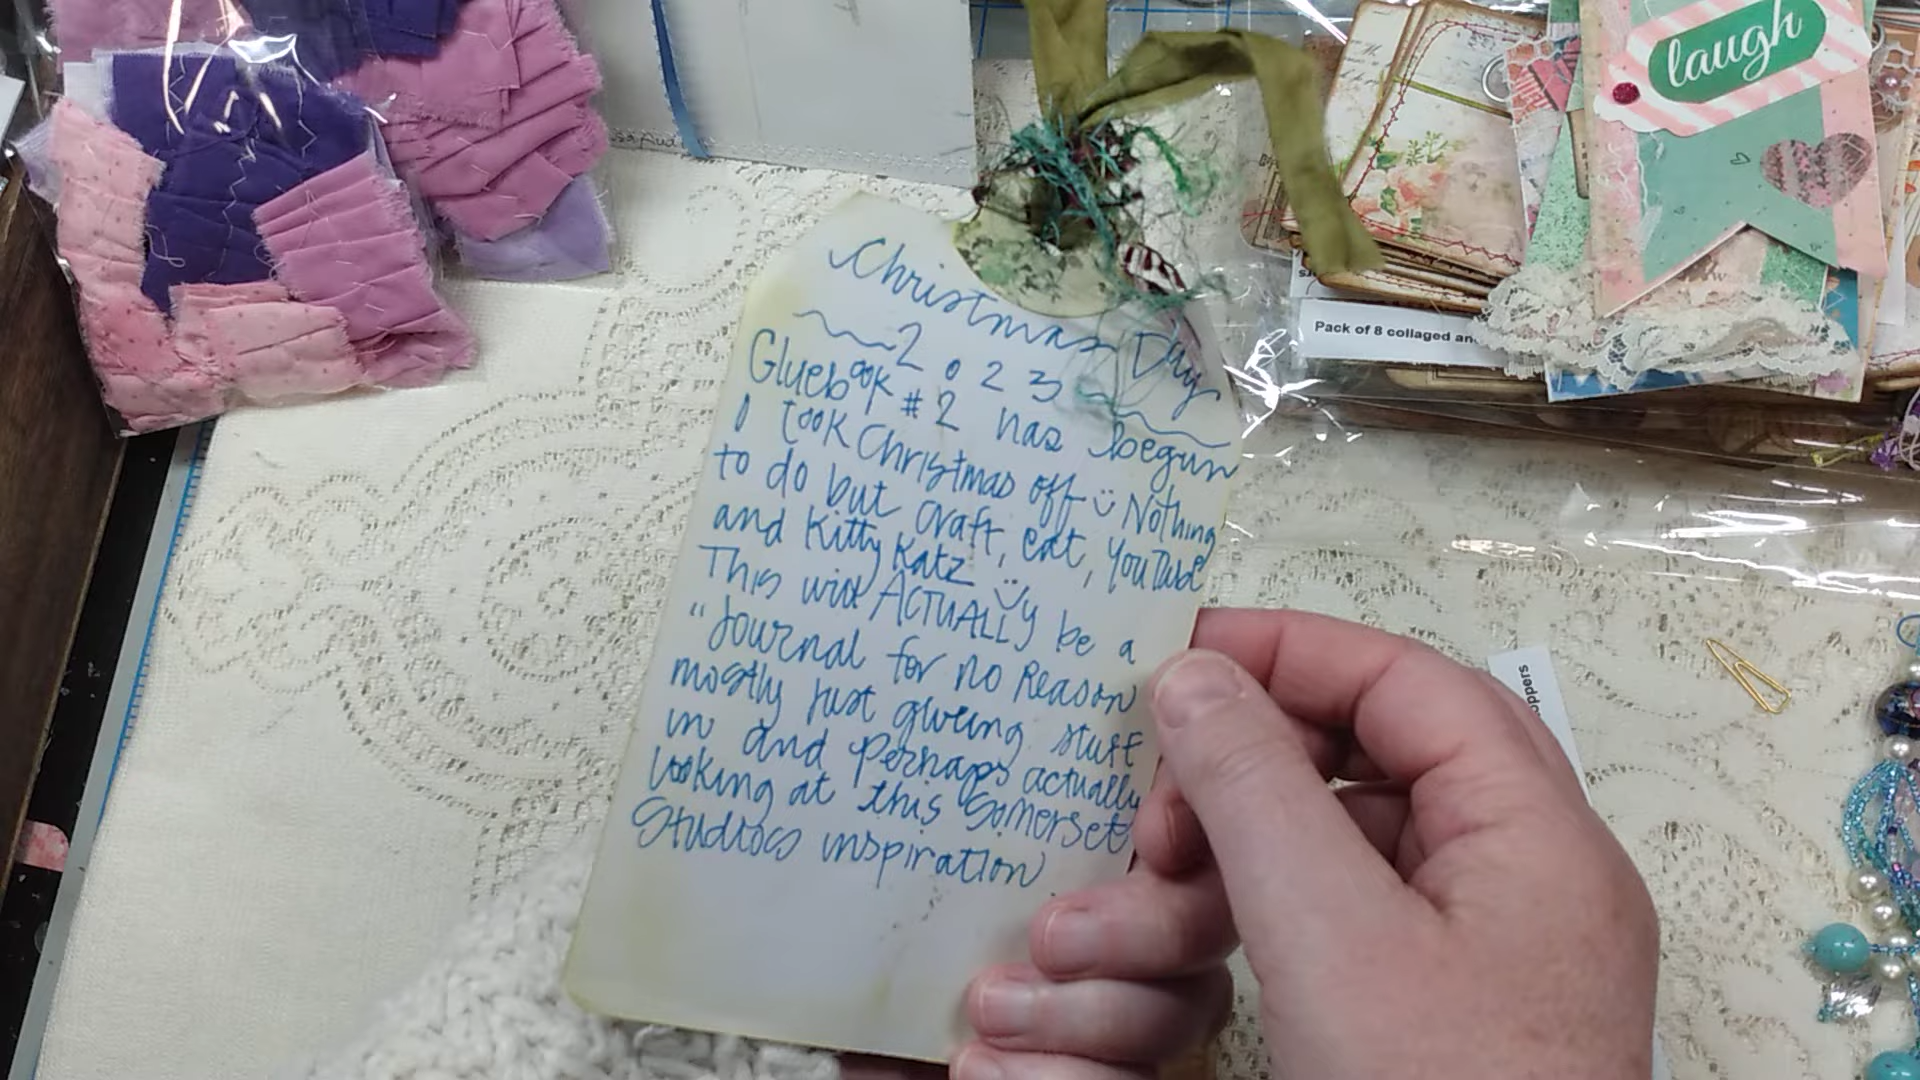 Christmas Day
2023
Gluebook #2 has begun
I took Christmas off Nothing
to do but craft, eat, YouTube
and Kitty Katz
This will ACTUALLy be a
"Journal for no Reason
mostly just glueing stuff
in and perhaps actually
looking at this Somerset
Studios inspiration
laugh
Pack of 8 collaged an
oppers